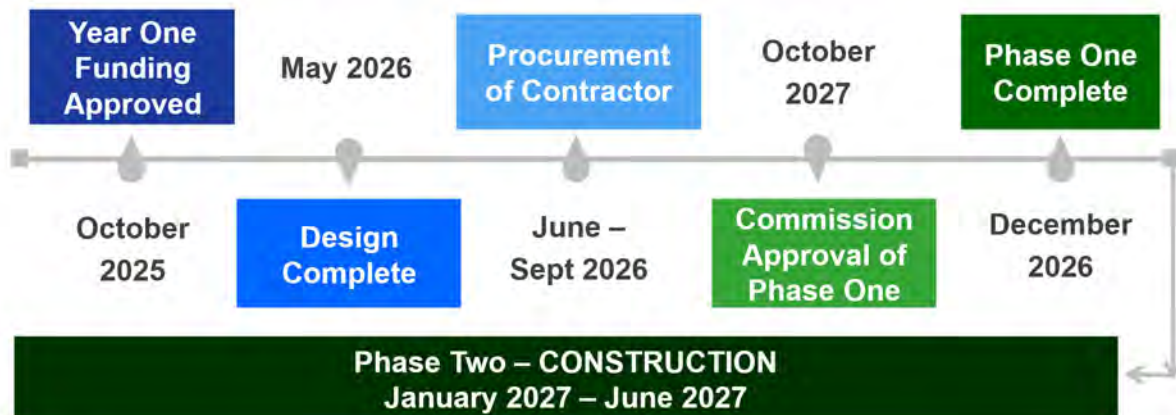 Year One
Funding
Approved
May 2026
Procurement
of Contractor
October
2027
Phase One
Complete
October
2025
Design
Complete
June –
Sept 2026
Commission
Approval of
Phase One
December
2026
Phase Two – CONSTRUCTION
January 2027 – June 2027